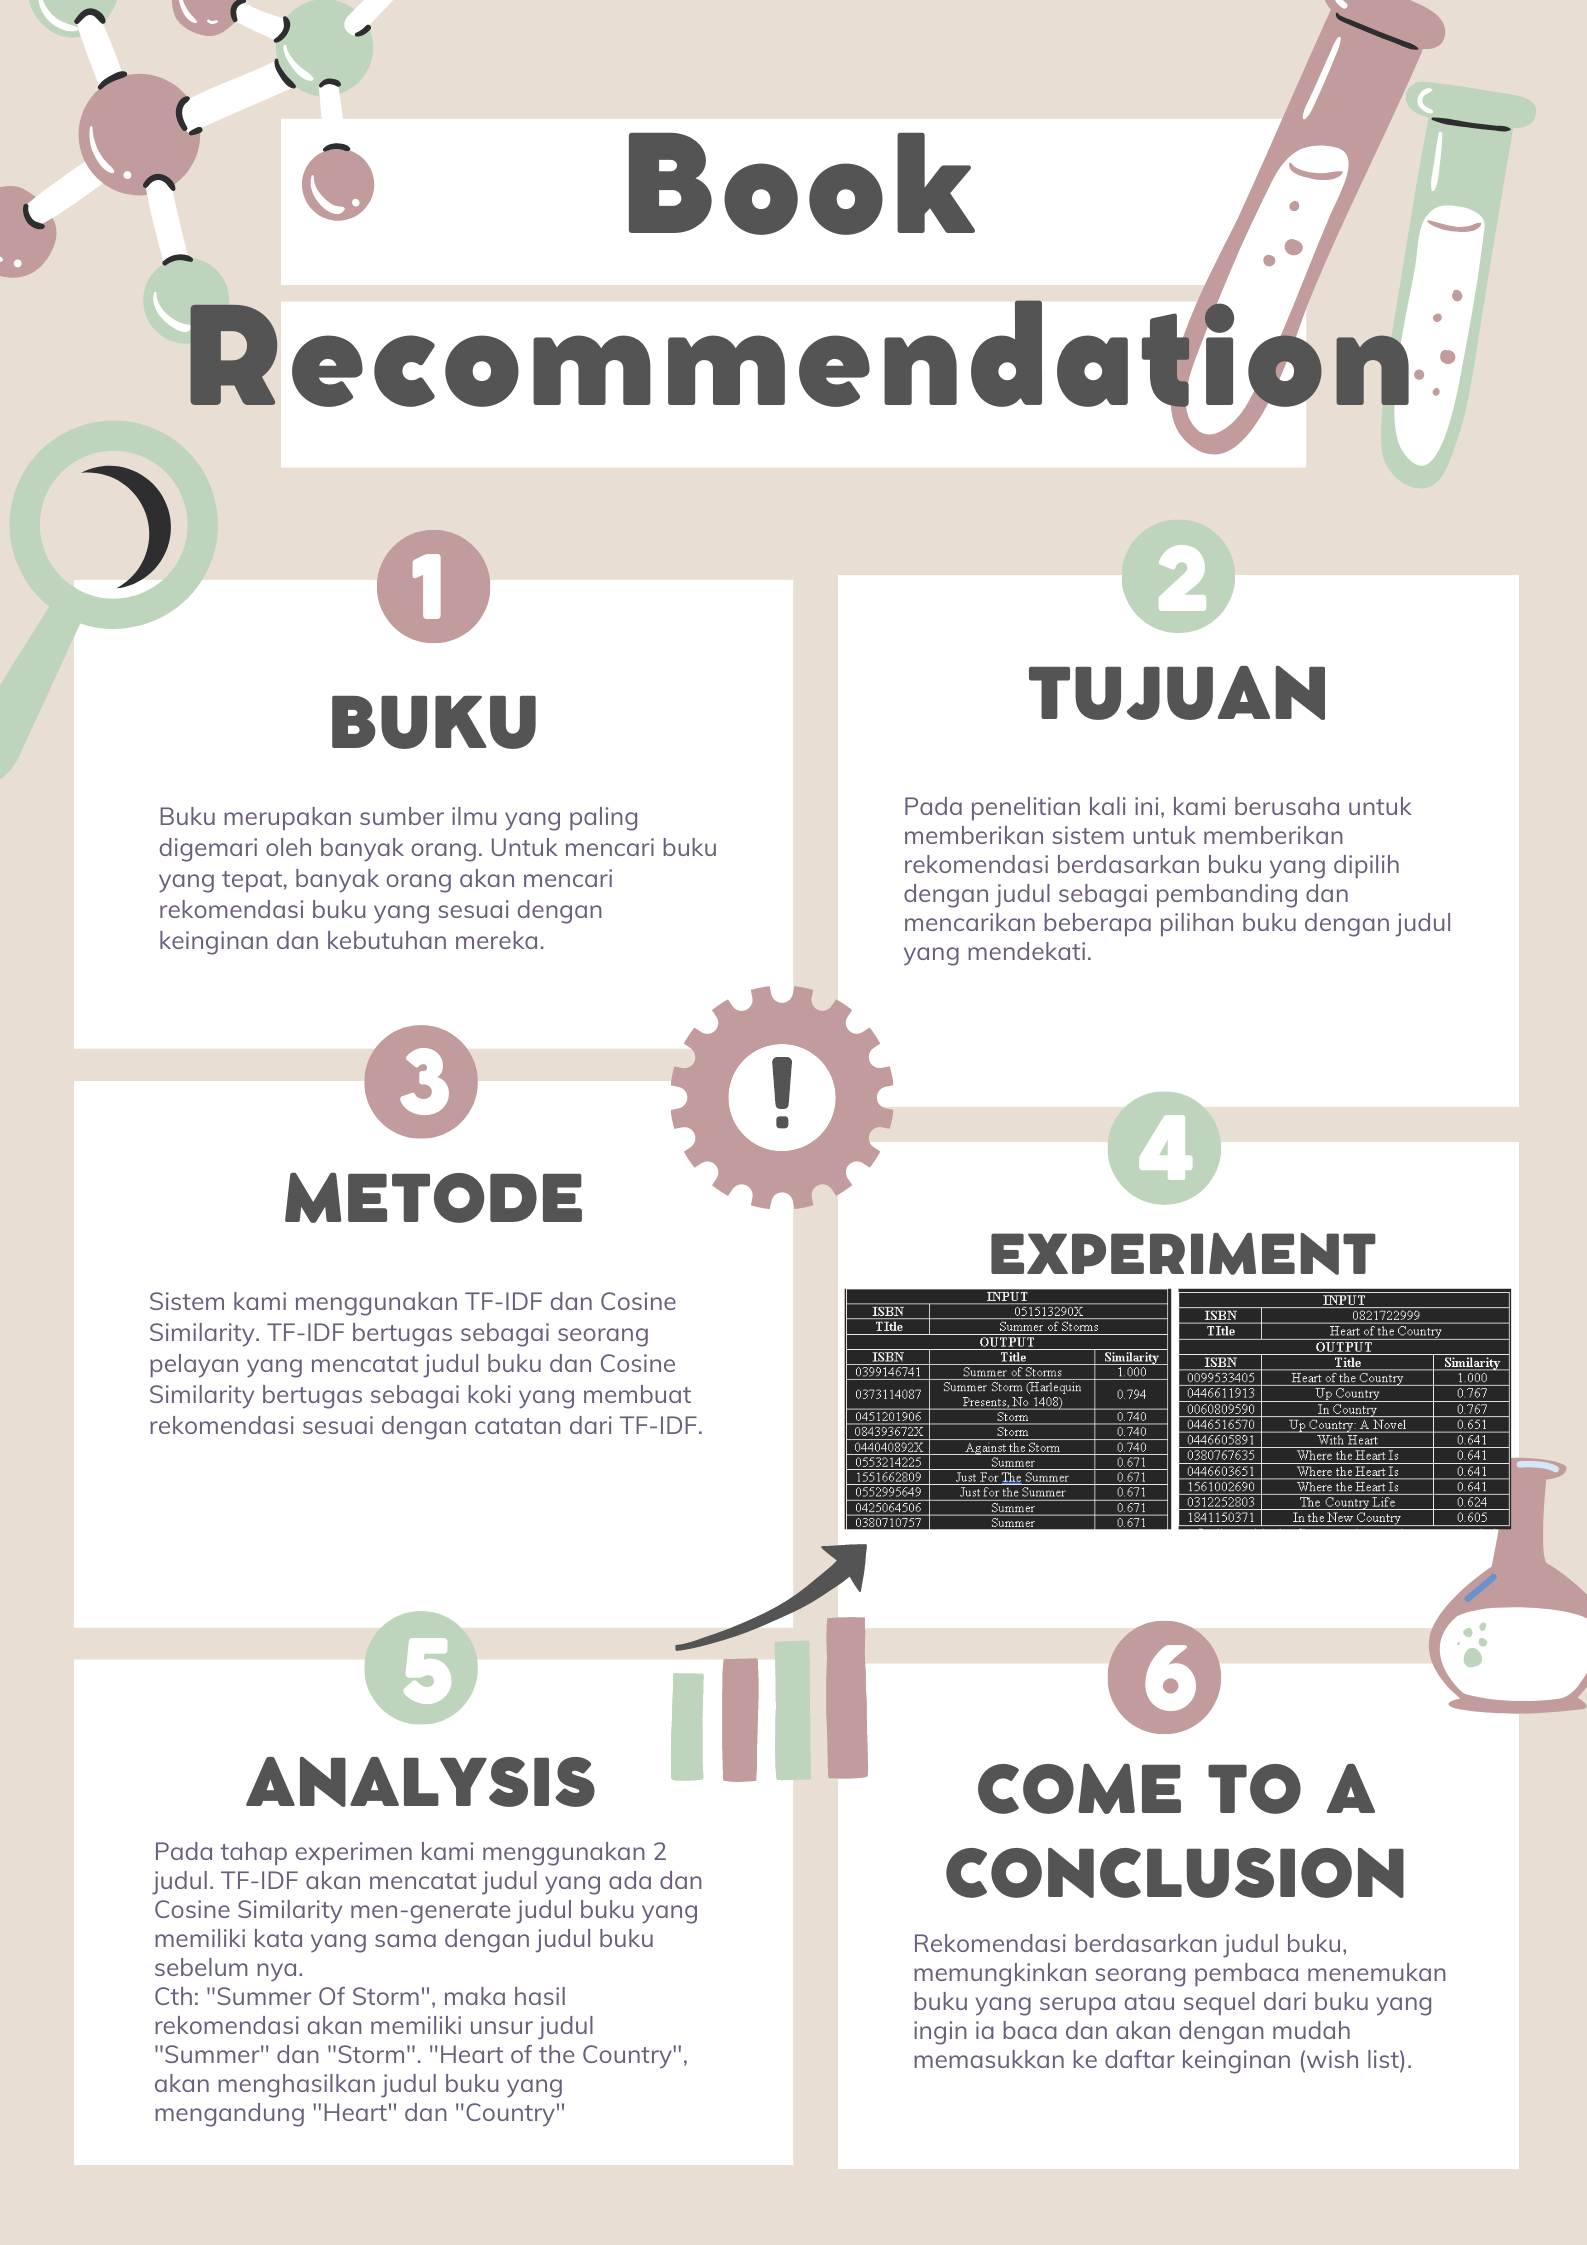 Book
Recommendation
1
BUKU
Buku merupakan sumber ilmu yang paling
digemari oleh banyak orang. Untuk mencari buku
yang tepat, banyak orang akan mencari
rekomendasi buku yang sesuai dengan
keinginan dan kebutuhan mereka.
2
TUJUAN
Pada penelitian kali ini, kami berusaha untuk
memberikan sistem untuk memberikan
rekomendasi berdasarkan buku yang dipilih
dengan judul sebagai pembanding dan
mencarikan beberapa pilihan buku dengan judul
yang mendekati.
!
3
METODE
Sistem kami menggunakan TF-IDF dan Cosine
Similarity. TF-IDF bertugas sebagai seorang
pelayan yang mencatat judul buku dan Cosine
Similarity bertugas sebagai koki yang membuat
rekomendasi sesuai dengan catatan dari TF-IDF.
4
EXPERIMENT
INPUT
ISBN 051513290X
TItle Summer of Storms
OUTPUT
ISBN Title Similarity
0399146741 Summer of Storms 1.000
0373114087 Summer Storm (Harlequin Presents, No 1408) 0.794
0451201906 Storm 0.740
084393672X Storm 0.740
044040892X Against the Storm 0.740
0553214225 Summer 0.671
1551662809 Just For The Summer 0.671
0552995649 Just for the Summer 0.671
0425064506 Summer 0.671
0380710757 Summer 0.671
INPUT
ISBN 0821722999
TItle Heart of the Country
OUTPUT
ISBN Title Similarity
0099533405 Heart of the Country 1.000
0446611913 Up Country 0.767
0060809590 In Country 0.767
0446516570 Up Country: A Novel 0.651
0446605891 With Heart 0.641
0380767635 Where the Heart Is 0.641
0446603651 Where the Heart Is 0.641
1561002690 Where the Heart Is 0.641
0312252803 The Country Life 0.624
1841150371 In the New Country 0.605
5
ANALYSIS
Pada tahap experimen kami menggunakan 2
judul. TF-IDF akan mencatat judul yang ada dan
Cosine Similarity men-generate judul buku yang
memiliki kata yang sama dengan judul buku
sebelum nya.
Cth: "Summer Of Storm", maka hasil
rekomendasi akan memiliki unsur judul
"Summer" dan "Storm". "Heart of the Country",
akan menghasilkan judul buku yang
mengandung "Heart" dan "Country"
6
COME TO A
CONCLUSION
Rekomendasi berdasarkan judul buku,
memungkinkan seorang pembaca menemukan
buku yang serupa atau sequel dari buku yang
ingin ia baca dan akan dengan mudah
memasukkan ke daftar keinginan (wish list).